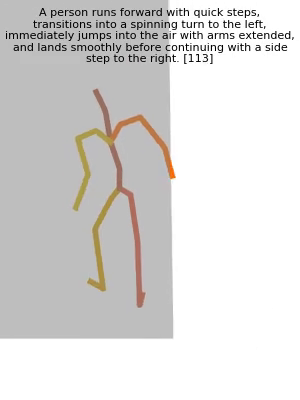 A person runs forward with quick steps,
transitions into a spinning turn to the left,
immediately jumps into the air with arms extended,
and lands smoothly before continuing with a side
step to the right. [113]